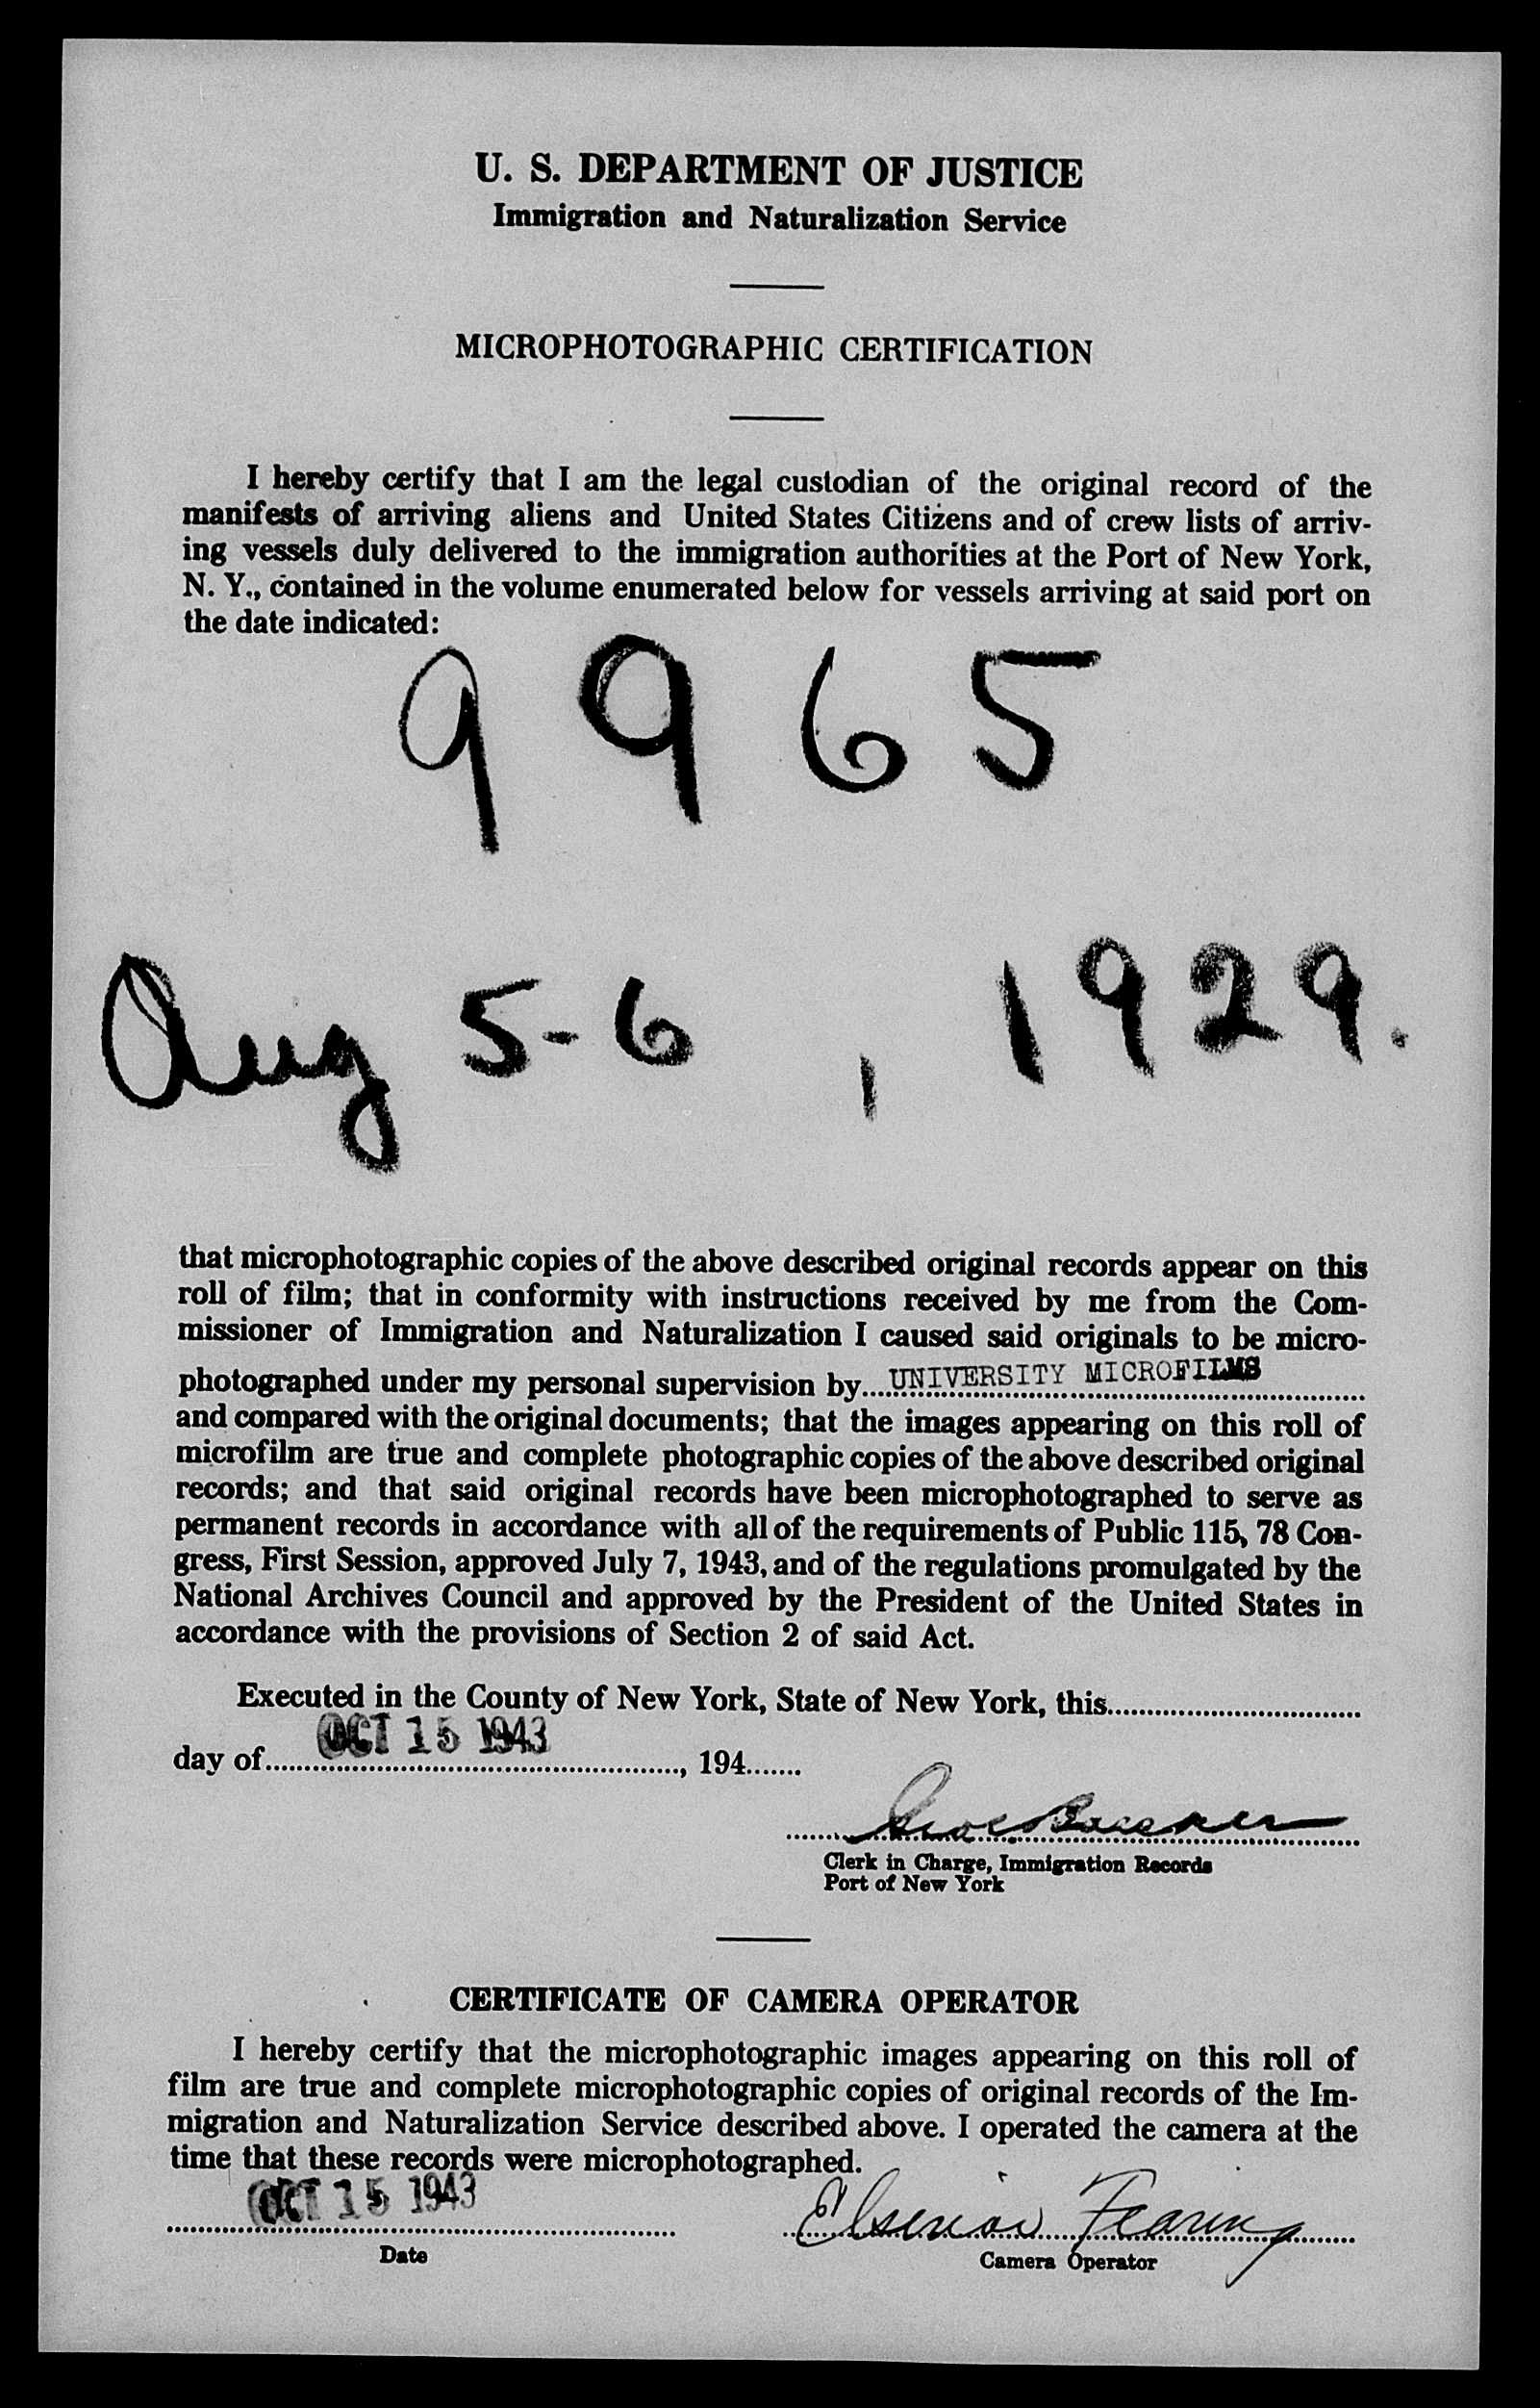 U. S. DEPARTMENT OF JUSTICE
Immigration and Naturalization Service
MICROPHOTOGRAPHIC CERTIFICATION
I hereby certify that I am the legal custodian of the original record of the
manifests of arriving aliens and United States Citizens and of crew lists of arriv-
ing vessels duly delivered to the immigration authorities at the Port of New York,
N. Y., contained in the volume enumerated below for vessels arriving at said port on
the date indicated:
9965
Aug 5-6, 1929.
that microphotographic copies of the above described original records appear on this
roll of film; that in conformity with instructions received by me from the Com-
missioner of Immigration and Naturalization I caused said originals to be micro-
photographed under my personal supervision by UNIVERSITY MICROFILMS
and compared with the original documents; that the images appearing on this roll of
microfilm are true and complete photographic copies of the above described original
records; and that said original records have been microphotographed to serve as
permanent records in accordance with all of the requirements of Public 115, 78 Con-
gress, First Session, approved July 7, 1943, and of the regulations promulgated by the
National Archives Council and approved by the President of the United States in
accordance with the provisions of Section 2 of said Act.
Executed in the County of New York, State of New York, this
day of OCT 15 1943, 194
Clerk in Charge, Immigration Records
Port of New York
CERTIFICATE OF CAMERA OPERATOR
I hereby certify that the microphotographic images appearing on this roll of
film are true and complete microphotographic copies of original records of the Im-
migration and Naturalization Service described above. I operated the camera at the
time that these records were microphotographed.
OCT 15 1943 Fearing
Date
Camera Operator